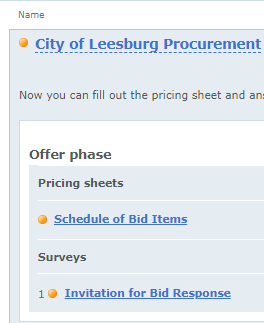 Name
City of Leesburg Procurement
Now you can fill out the pricing sheet and
Offer phase
Pricing sheets
Schedule of Bid Items
Surveys
1 Invitation for Bid Response